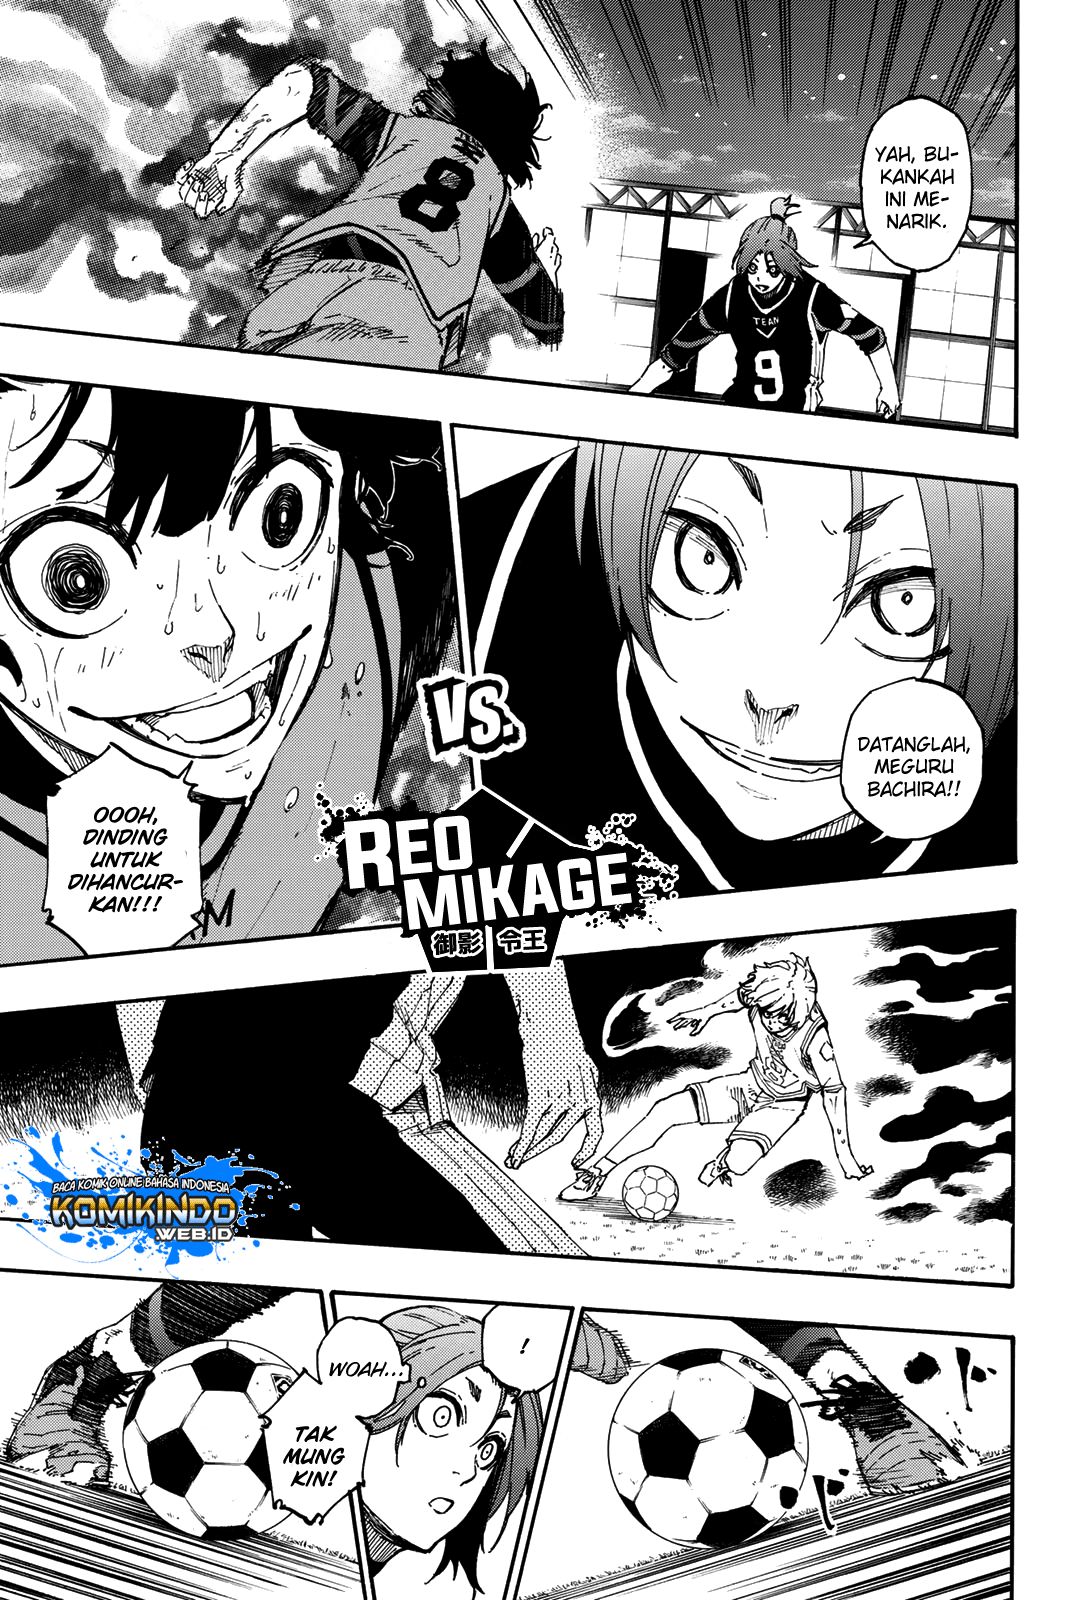 YAH, BU-
KANKAH
INI ME-
NARIK.
8
TEAM
9
VS.
DATANGLAH,
MEGURU
BACHIRA!!
OOOH,
DINDING
UNTUK
DIHANCUR-
KAN!!!
REO
MIKAGE
御影 令王
BACA KOMIK ONLINE BAHASA INDONESIA
KOMIKINDO
WEB.ID
!
WOAH...
TAK
MUNG
KIN!